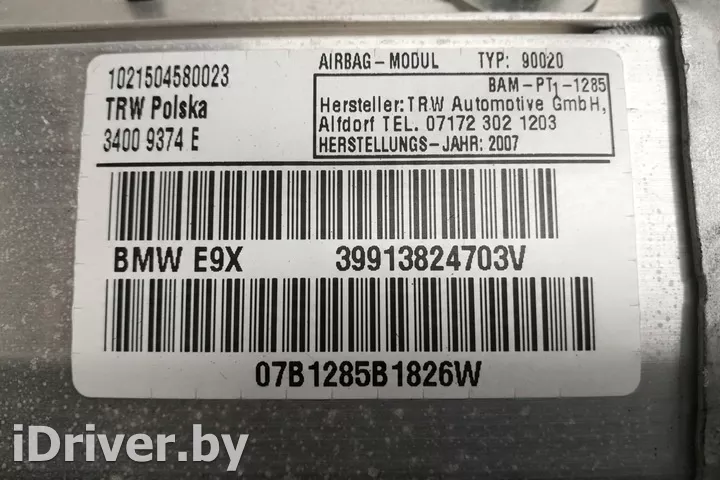 1021504580023
TRW Polska
3400 9374 E
AIRBAG-MODUL TYP: 90020
BAM-PT1-1285
Hersteller: TRW Automotive GmbH,
Alfdorf TEL. 07172 302 1203
HERSTELLUNGS-JAHR: 2007
BMW E9X 39913824703V
07B1285B1826W
iDriver.by